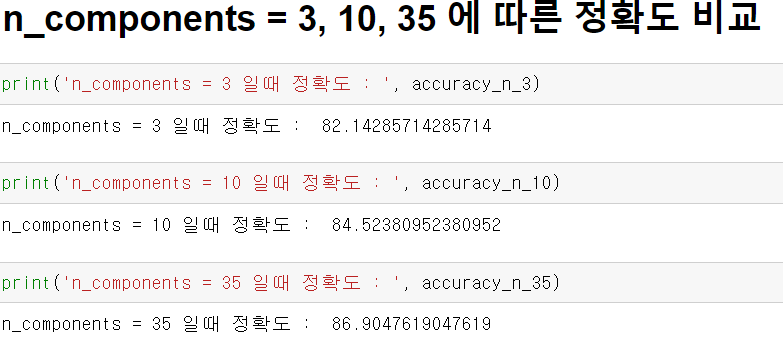 n_components = 3, 10, 35 에 따른 정확도 비교
print('n_components = 3 일때 정확도 : ', accuracy_n_3)
n_components = 3 일때 정확도 :  82.14285714285714
print('n_components = 10 일때 정확도 : ', accuracy_n_10)
n_components = 10 일때 정확도 :  84.52380952380952
print('n_components = 35 일때 정확도 : ', accuracy_n_35)
n_components = 35 일때 정확도 :  86.9047619047619